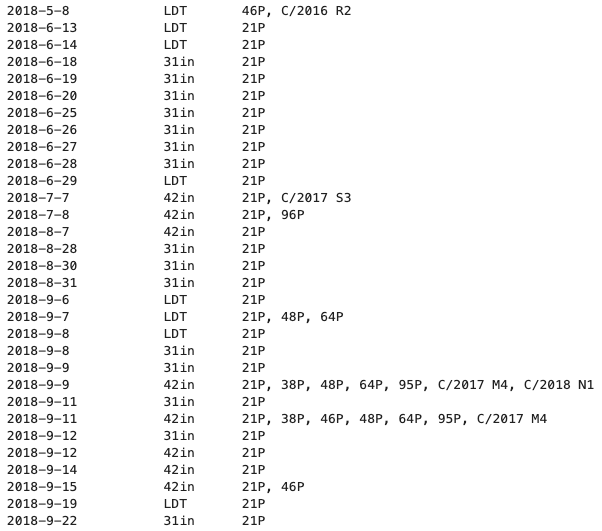 2018-5-8 LDT 46P, C/2016 R2
2018-6-13 LDT 21P
2018-6-14 LDT 21P
2018-6-18 31in 21P
2018-6-19 31in 21P
2018-6-20 31in 21P
2018-6-25 31in 21P
2018-6-26 31in 21P
2018-6-27 31in 21P
2018-6-28 31in 21P
2018-6-29 LDT 21P
2018-7-7 42in 21P, C/2017 S3
2018-7-8 42in 21P, 96P
2018-8-7 42in 21P
2018-8-28 31in 21P
2018-8-30 31in 21P
2018-8-31 31in 21P
2018-9-6 LDT 21P
2018-9-7 LDT 21P, 48P, 64P
2018-9-8 LDT 21P
2018-9-8 31in 21P
2018-9-9 31in 21P
2018-9-9 42in 21P, 38P, 48P, 64P, 95P, C/2017 M4, C/2018 N1
2018-9-11 31in 21P
2018-9-11 42in 21P, 38P, 46P, 48P, 64P, 95P, C/2017 M4
2018-9-12 31in 21P
2018-9-12 42in 21P
2018-9-14 42in 21P
2018-9-15 42in 21P, 46P
2018-9-19 LDT 21P
2018-9-22 31in 21P